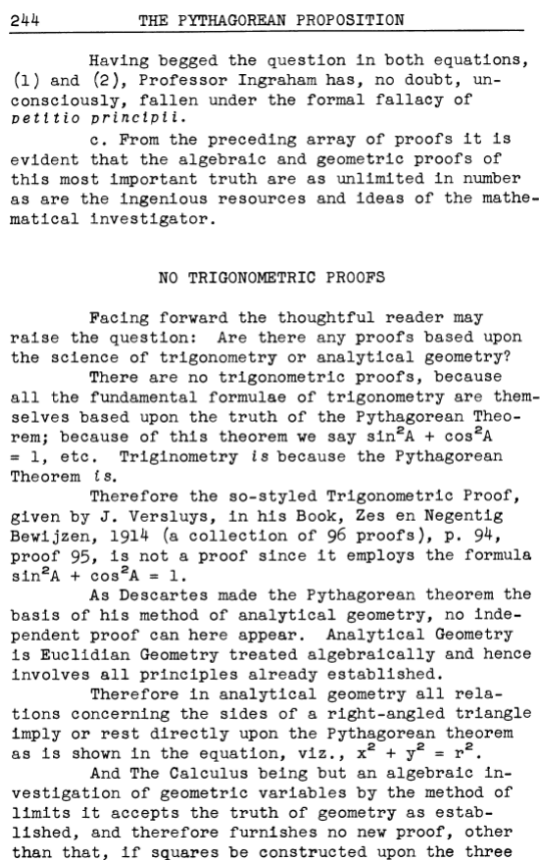 244 THE PYTHAGOREAN PROPOSITION
Having begged the question in both equations,
(1) and (2), Professor Ingraham has, no doubt, un-
consciously, fallen under the formal fallacy of
petitio principii.
c. From the preceding array of proofs it is
evident that the algebraic and geometric proofs of
this most important truth are as unlimited in number
as are the ingenious resources and ideas of the mathe-
matical investigator.
NO TRIGONOMETRIC PROOFS
Facing forward the thoughtful reader may
raise the question: Are there any proofs based upon
the science of trigonometry or analytical geometry?
There are no trigonometric proofs, because
all the fundamental formulae of trigonometry are them-
selves based upon the truth of the Pythagorean Theo-
rem; because of this theorem we say sin²A + cos²A
= 1, etc. Triginometry is because the Pythagorean
Theorem is.
Therefore the so-styled Trigonometric Proof,
given by J. Versluys, in his Book, Zes en Negentig
Bewijzen, 1914 (a collection of 96 proofs), p. 94,
proof 95, is not a proof since it employs the formula
sin²A + cos²A = 1.
As Descartes made the Pythagorean theorem the
basis of his method of analytical geometry, no inde-
pendent proof can here appear. Analytical Geometry
is Euclidian Geometry treated algebraically and hence
involves all principles already established.
Therefore in analytical geometry all rela-
tions concerning the sides of a right-angled triangle
imply or rest directly upon the Pythagorean theorem
as is shown in the equation, viz., x² + y² = r².
And The Calculus being but an algebraic in-
vestigation of geometric variables by the method of
limits it accepts the truth of geometry as estab-
lished, and therefore furnishes no new proof, other
than that, if squares be constructed upon the three